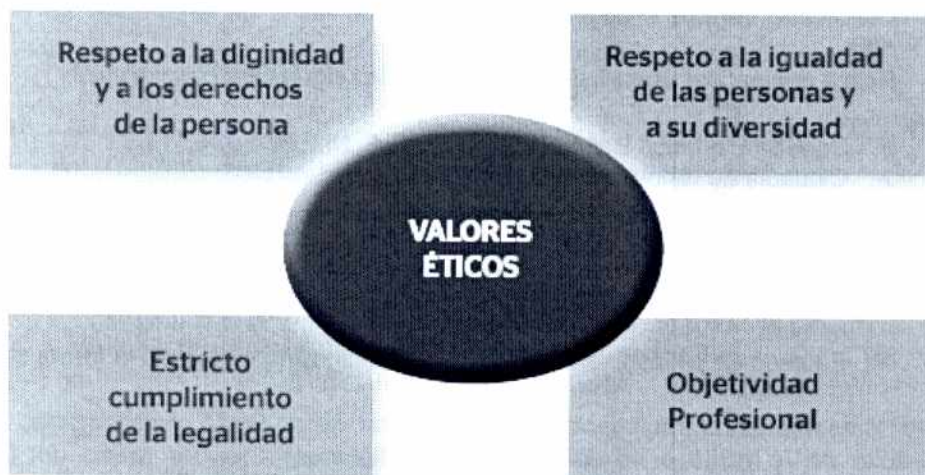 Respeto a la diginidad
y a los derechos
de la persona
Respeto a la igualdad
de las personas y
a su diversidad
VALORES
ÉTICOS
Estricto
cumplimiento
de la legalidad
Objetividad
Profesional